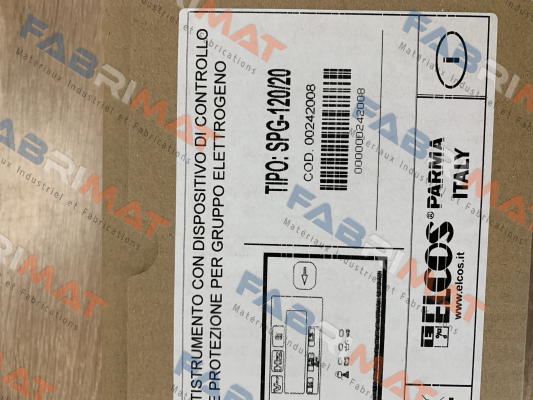 TISTRUMENTO CON DISPOSITIVO DI CONTROLLO
E PROTEZIONE PER GRUPPO ELETTROGENO
TIPO: SPG-120/20
COD. 00242008
000000242008
i
ELCOS® PARMA
ITALY
www.elcos.it
FABRIMAT
Matériaux Industriel et Fabrications